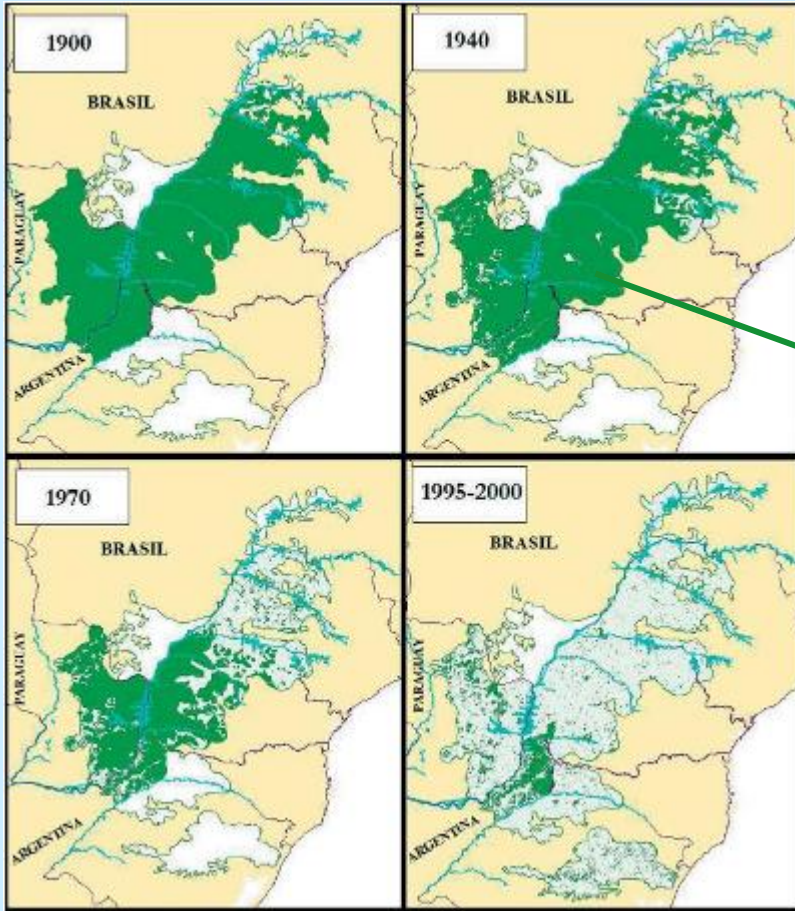 1900
BRASIL
PARAGUAY
ARGENTINA
1940
BRASIL
PARAGUAY
ARGENTINA
1970
BRASIL
PARAGUAY
ARGENTINA
1995-2000
BRASIL
PARAGUAY
ARGENTINA